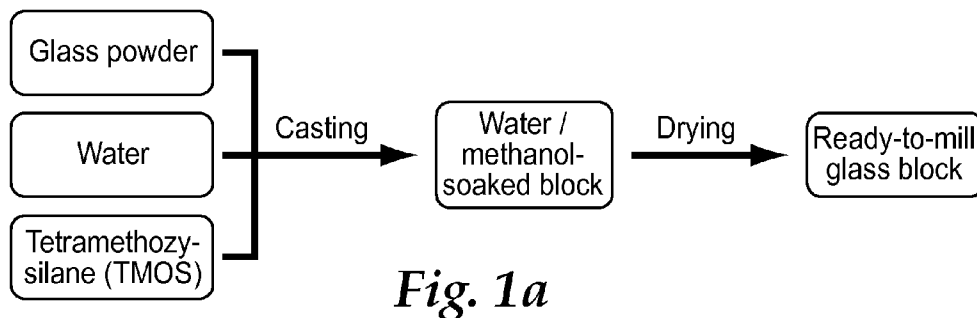 Glass powder
Water
Tetramethozy-
silane (TMOS)
Casting
Water /
methanol-
soaked block
Drying
Ready-to-mill
glass block
Fig. 1a